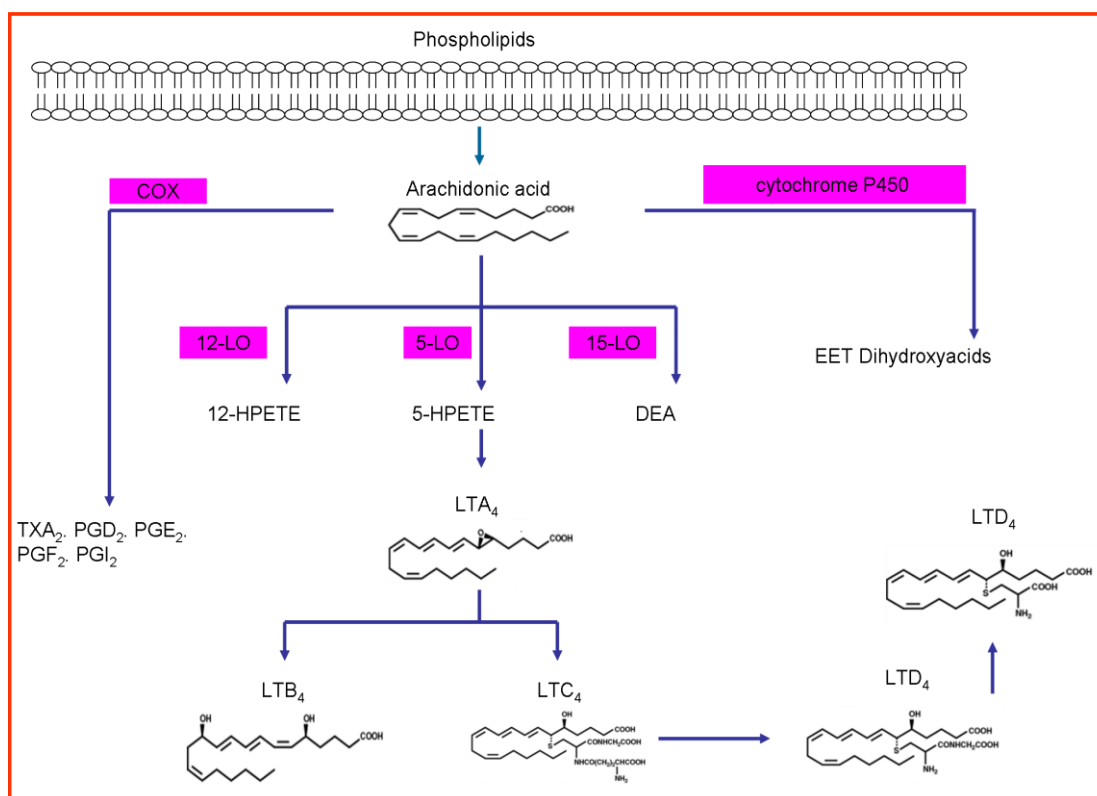 Phospholipids
COX
Arachidonic acid
cytochrome P450
COOH
12-LO
5-LO
15-LO
EET Dihydroxyacids
12-HPETE
5-HPETE
DEA
LTA4
TXA2. PGD2. PGE2.
PGF2. PGI2
O
COOH
LTD4
OH
COOH
S
COOH
NH2
LTB4
LTC4
LTD4
OH
OH
COOH
OH
COOH
S
CONHCH2COOH
NHCO(CH2)2
COOH
NH2
OH
COOH
S
CONHCH2COOH
NH2